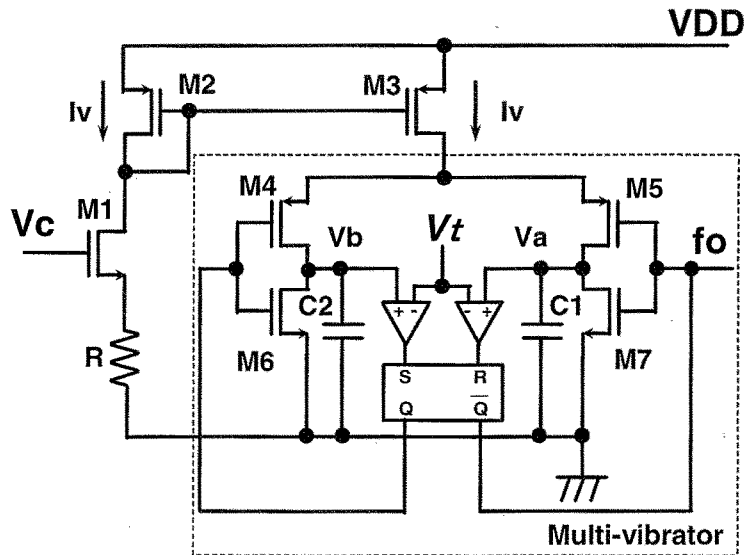 VDD
M2
M3
Iv
Iv
M4
M5
M1
Vc
Vb
Vt
Va
fo
C2
+ -
- +
C1
R
M6
M7
S
R
Q
Q̅
Multi-vibrator